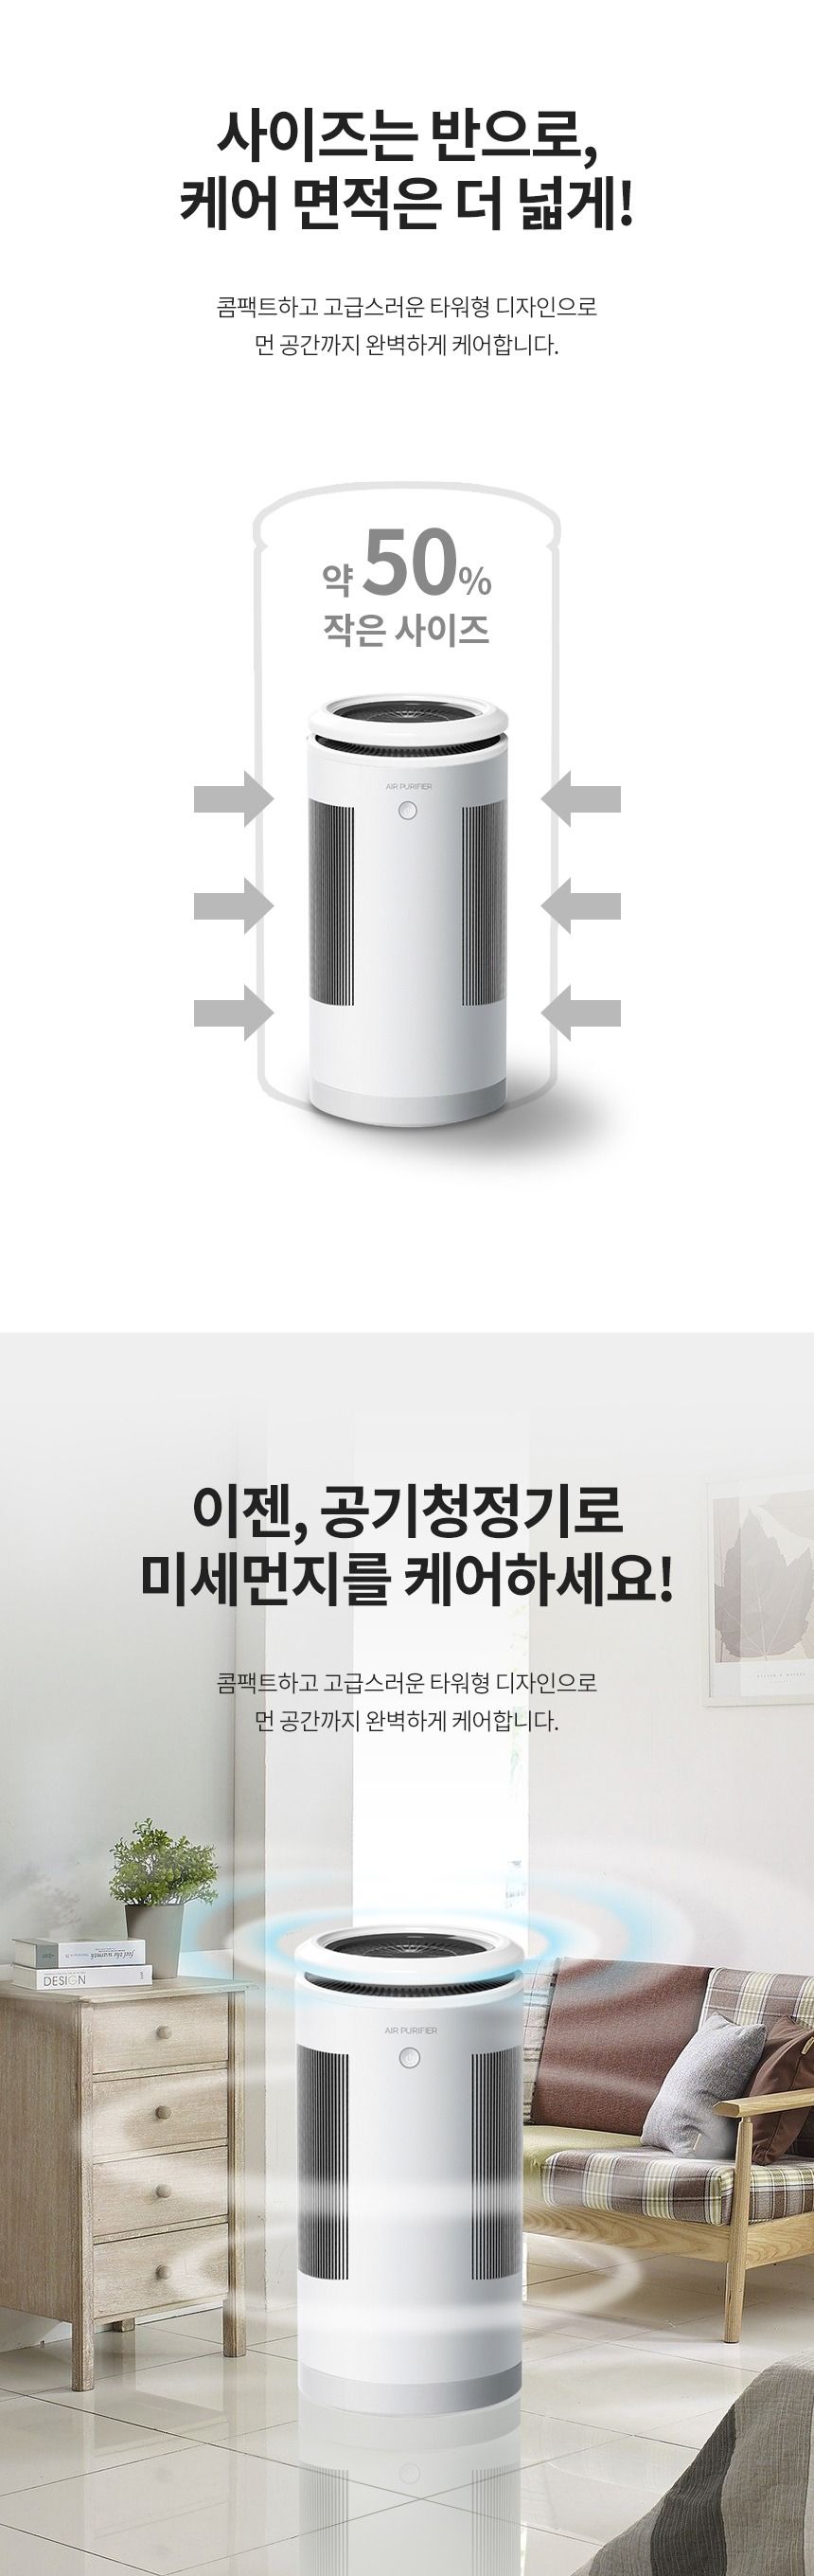 사이즈는 반으로,
케어 면적은 더 넓게!
콤팩트하고 고급스러운 타워형 디자인으로
먼 공간까지 완벽하게 케어합니다.
약 50%
작은 사이즈
AIR PURIFIER
이젠, 공기청정기로
미세먼지를 케어하세요!
콤팩트하고 고급스러운 타워형 디자인으로
먼 공간까지 완벽하게 케어합니다.
feel the warmth
DESIGN
AIR PURIFIER